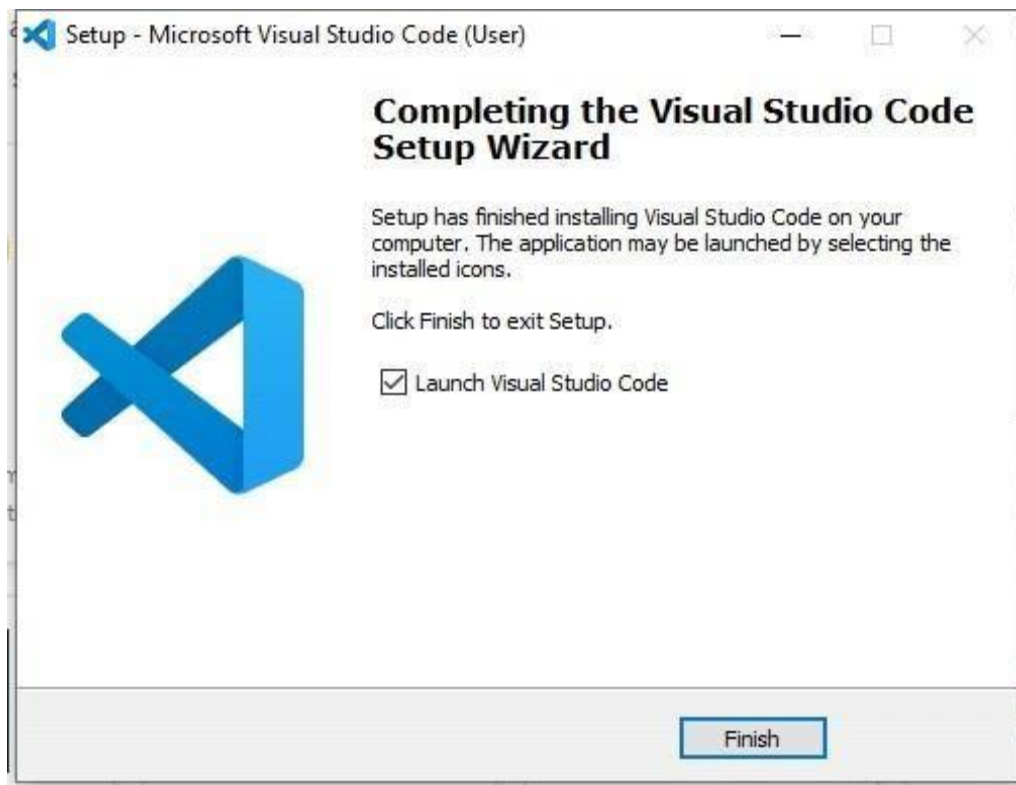 Setup - Microsoft Visual Studio Code (User)
Completing the Visual Studio Code
Setup Wizard
Setup has finished installing Visual Studio Code on your
computer. The application may be launched by selecting the
installed icons.
Click Finish to exit Setup.
Launch Visual Studio Code
Finish